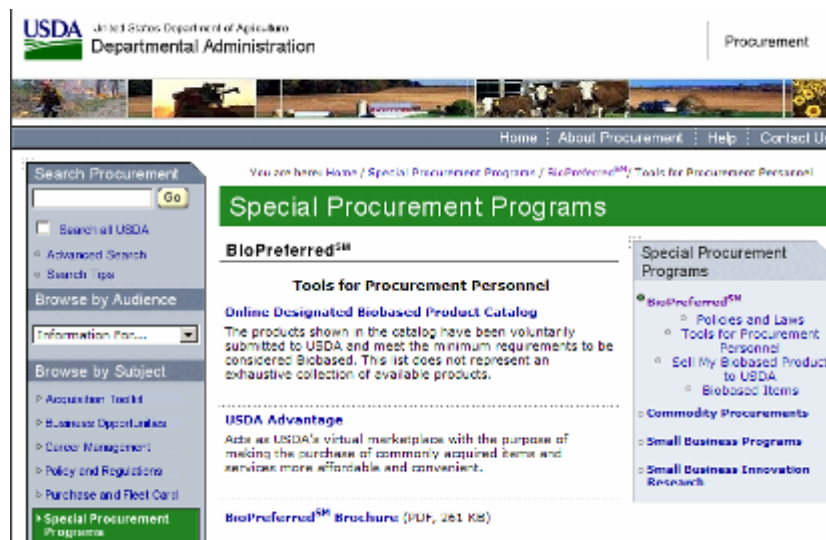 USDA
United States Department of Agriculture
Departmental Administration
Procurement
Home
About Procurement
Help
Contact Us
Search Procurement
Go
Search all USDA
Advanced Search
Search Tips
Browse by Audience
Information For...
Browse by Subject
Acquisition Toolkit
Business Opportunities
Career Management
Policy and Regulations
Purchase and Fleet Card
Special Procurement
Programs
You are here: Home / Special Procurement Programs / BioPreferred℠/ Tools for Procurement Personnel
Special Procurement Programs
BioPreferred℠
Tools for Procurement Personnel
Online Designated Biobased Product Catalog
The products shown in the catalog have been voluntarily
submitted to USDA and meet the minimum requirements to be
considered Biobased. This list does not represent an
exhaustive collection of available products.
USDA Advantage
Acts as USDA's virtual marketplace with the purpose of
making the purchase of commonly acquired items and
services more affordable and convenient.
BioPreferred℠ Brochure (PDF, 261 KB)
Special Procurement
Programs
BioPreferred℠
Policies and Laws
Tools for Procurement
Personnel
Sell My Biobased Product
to USDA
Biobased Items
Commodity Procurements
Small Business Programs
Small Business Innovation
Research